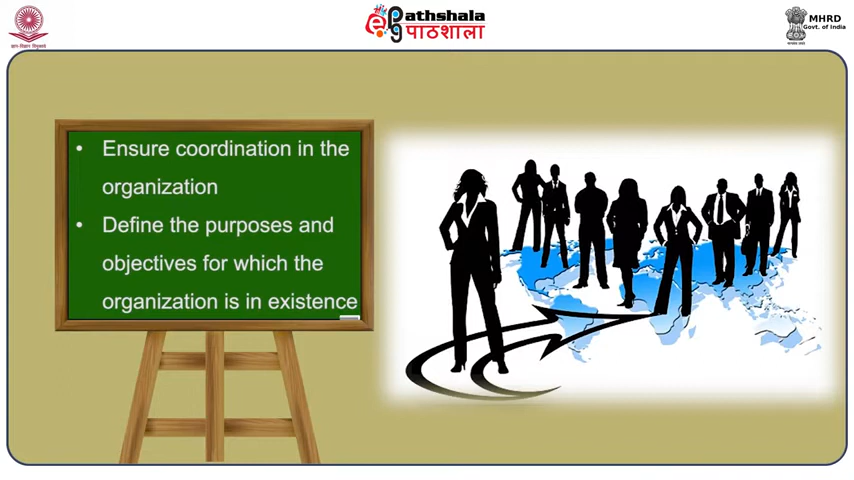 ePathshala
पाठशाला
MHRD
Govt. of India
• Ensure coordination in the
organization
• Define the purposes and
objectives for which the
organization is in existence